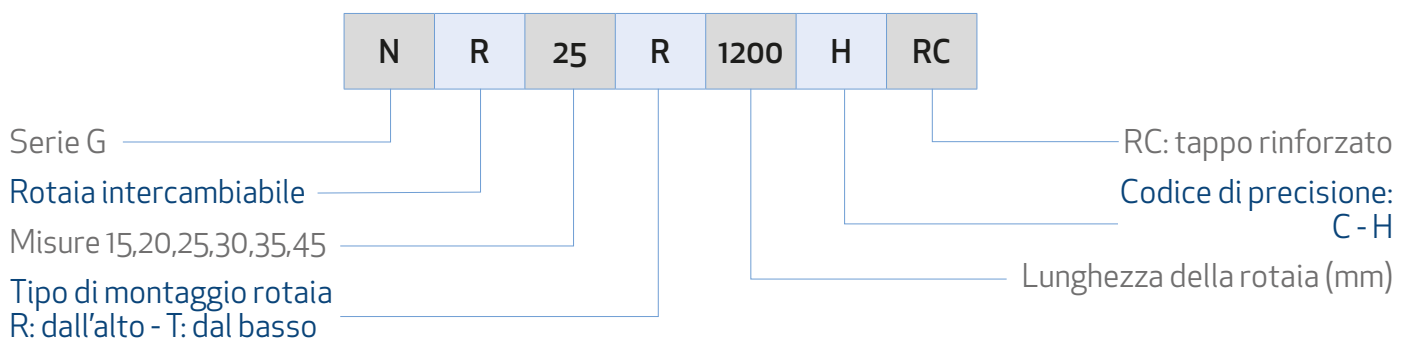 N R 25 R 1200 H RC
Serie G
Rotaia intercambiabile
Misure 15,20,25,30,35,45
Tipo di montaggio rotaia
R: dall'alto - T: dal basso
RC: tappo rinforzato
Codice di precisione:
C - H
Lunghezza della rotaia (mm)